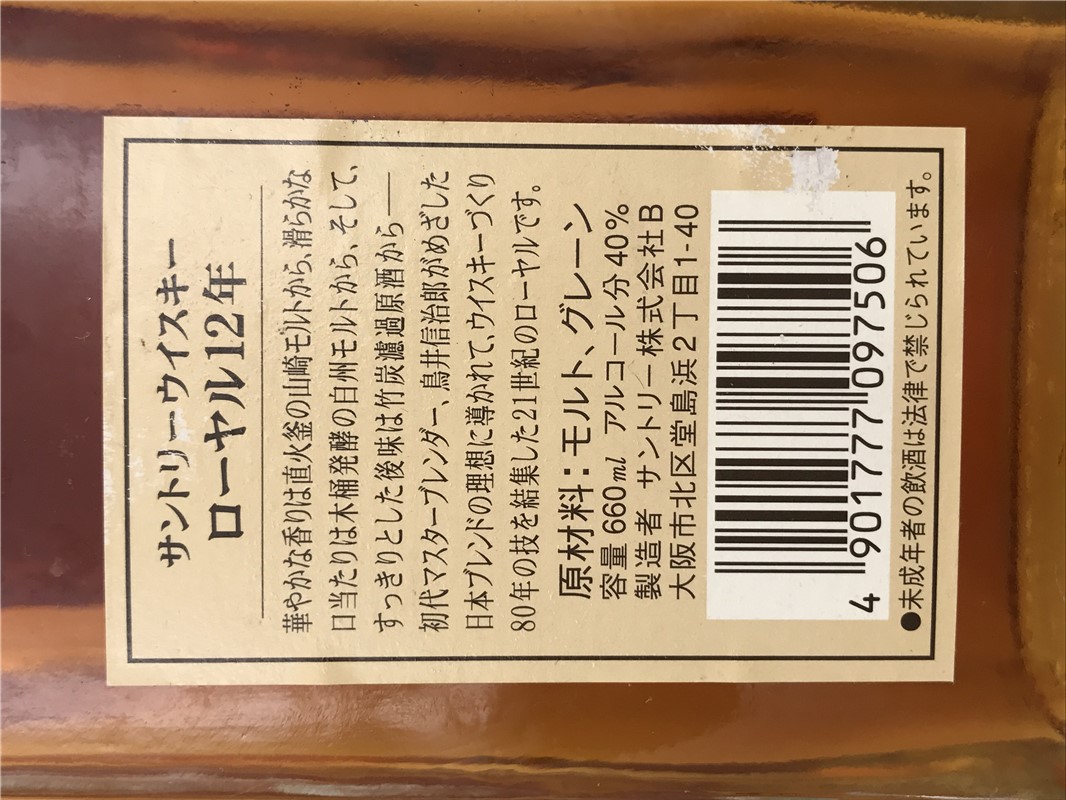 サントリーウイスキー
ローヤル12年
華やかな香りは直火釜の山崎モルトから、滑らかな
口当たりは木桶発酵の白州モルトから、そして、
すっきりとした後味は竹炭濾過原酒から――
初代マスターブレンダー、鳥井信治郎がめざした
日本ブレンドの理想に導かれて、ウイスキーづくり
80年の技を結集した21世紀のローヤルです。
原材料：モルト、グレーン
容量 660ml アルコール分40%
製造者 サントリー株式会社B
大阪市北区堂島浜2丁目1-40
4 901777 097506
●未成年者の飲酒は法律で禁じられています。